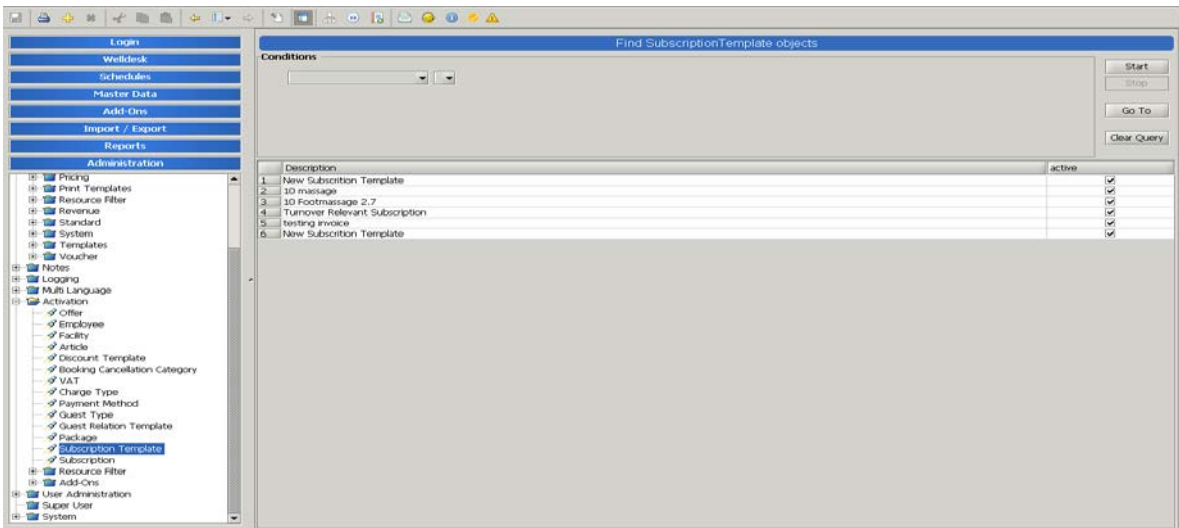 Login
Welldesk
Schedules
Master Data
Add-Ons
Import / Export
Reports
Administration
Pricing
Print Templates
Resource Filter
Revenue
Standard
System
Templates
Voucher
Notes
Logging
Multi Language
Activation
Offer
Employee
Facility
Article
Discount Template
Booking Cancellation Category
VAT
Charge Type
Payment Method
Guest Type
Guest Relation Template
Package
Subscription Template
Subscription
Resource Filter
Add-Ons
User Administration
Super User
System
Find SubscriptionTemplate objects
Conditions
Start
Stop
Go To
Clear Query
Description active
1 New Subscrition Template
2 10 massage
3 10 Footmassage 2.7
4 Turnover Relevant Subscription
5 testing invoice
6 New Subscrition Template